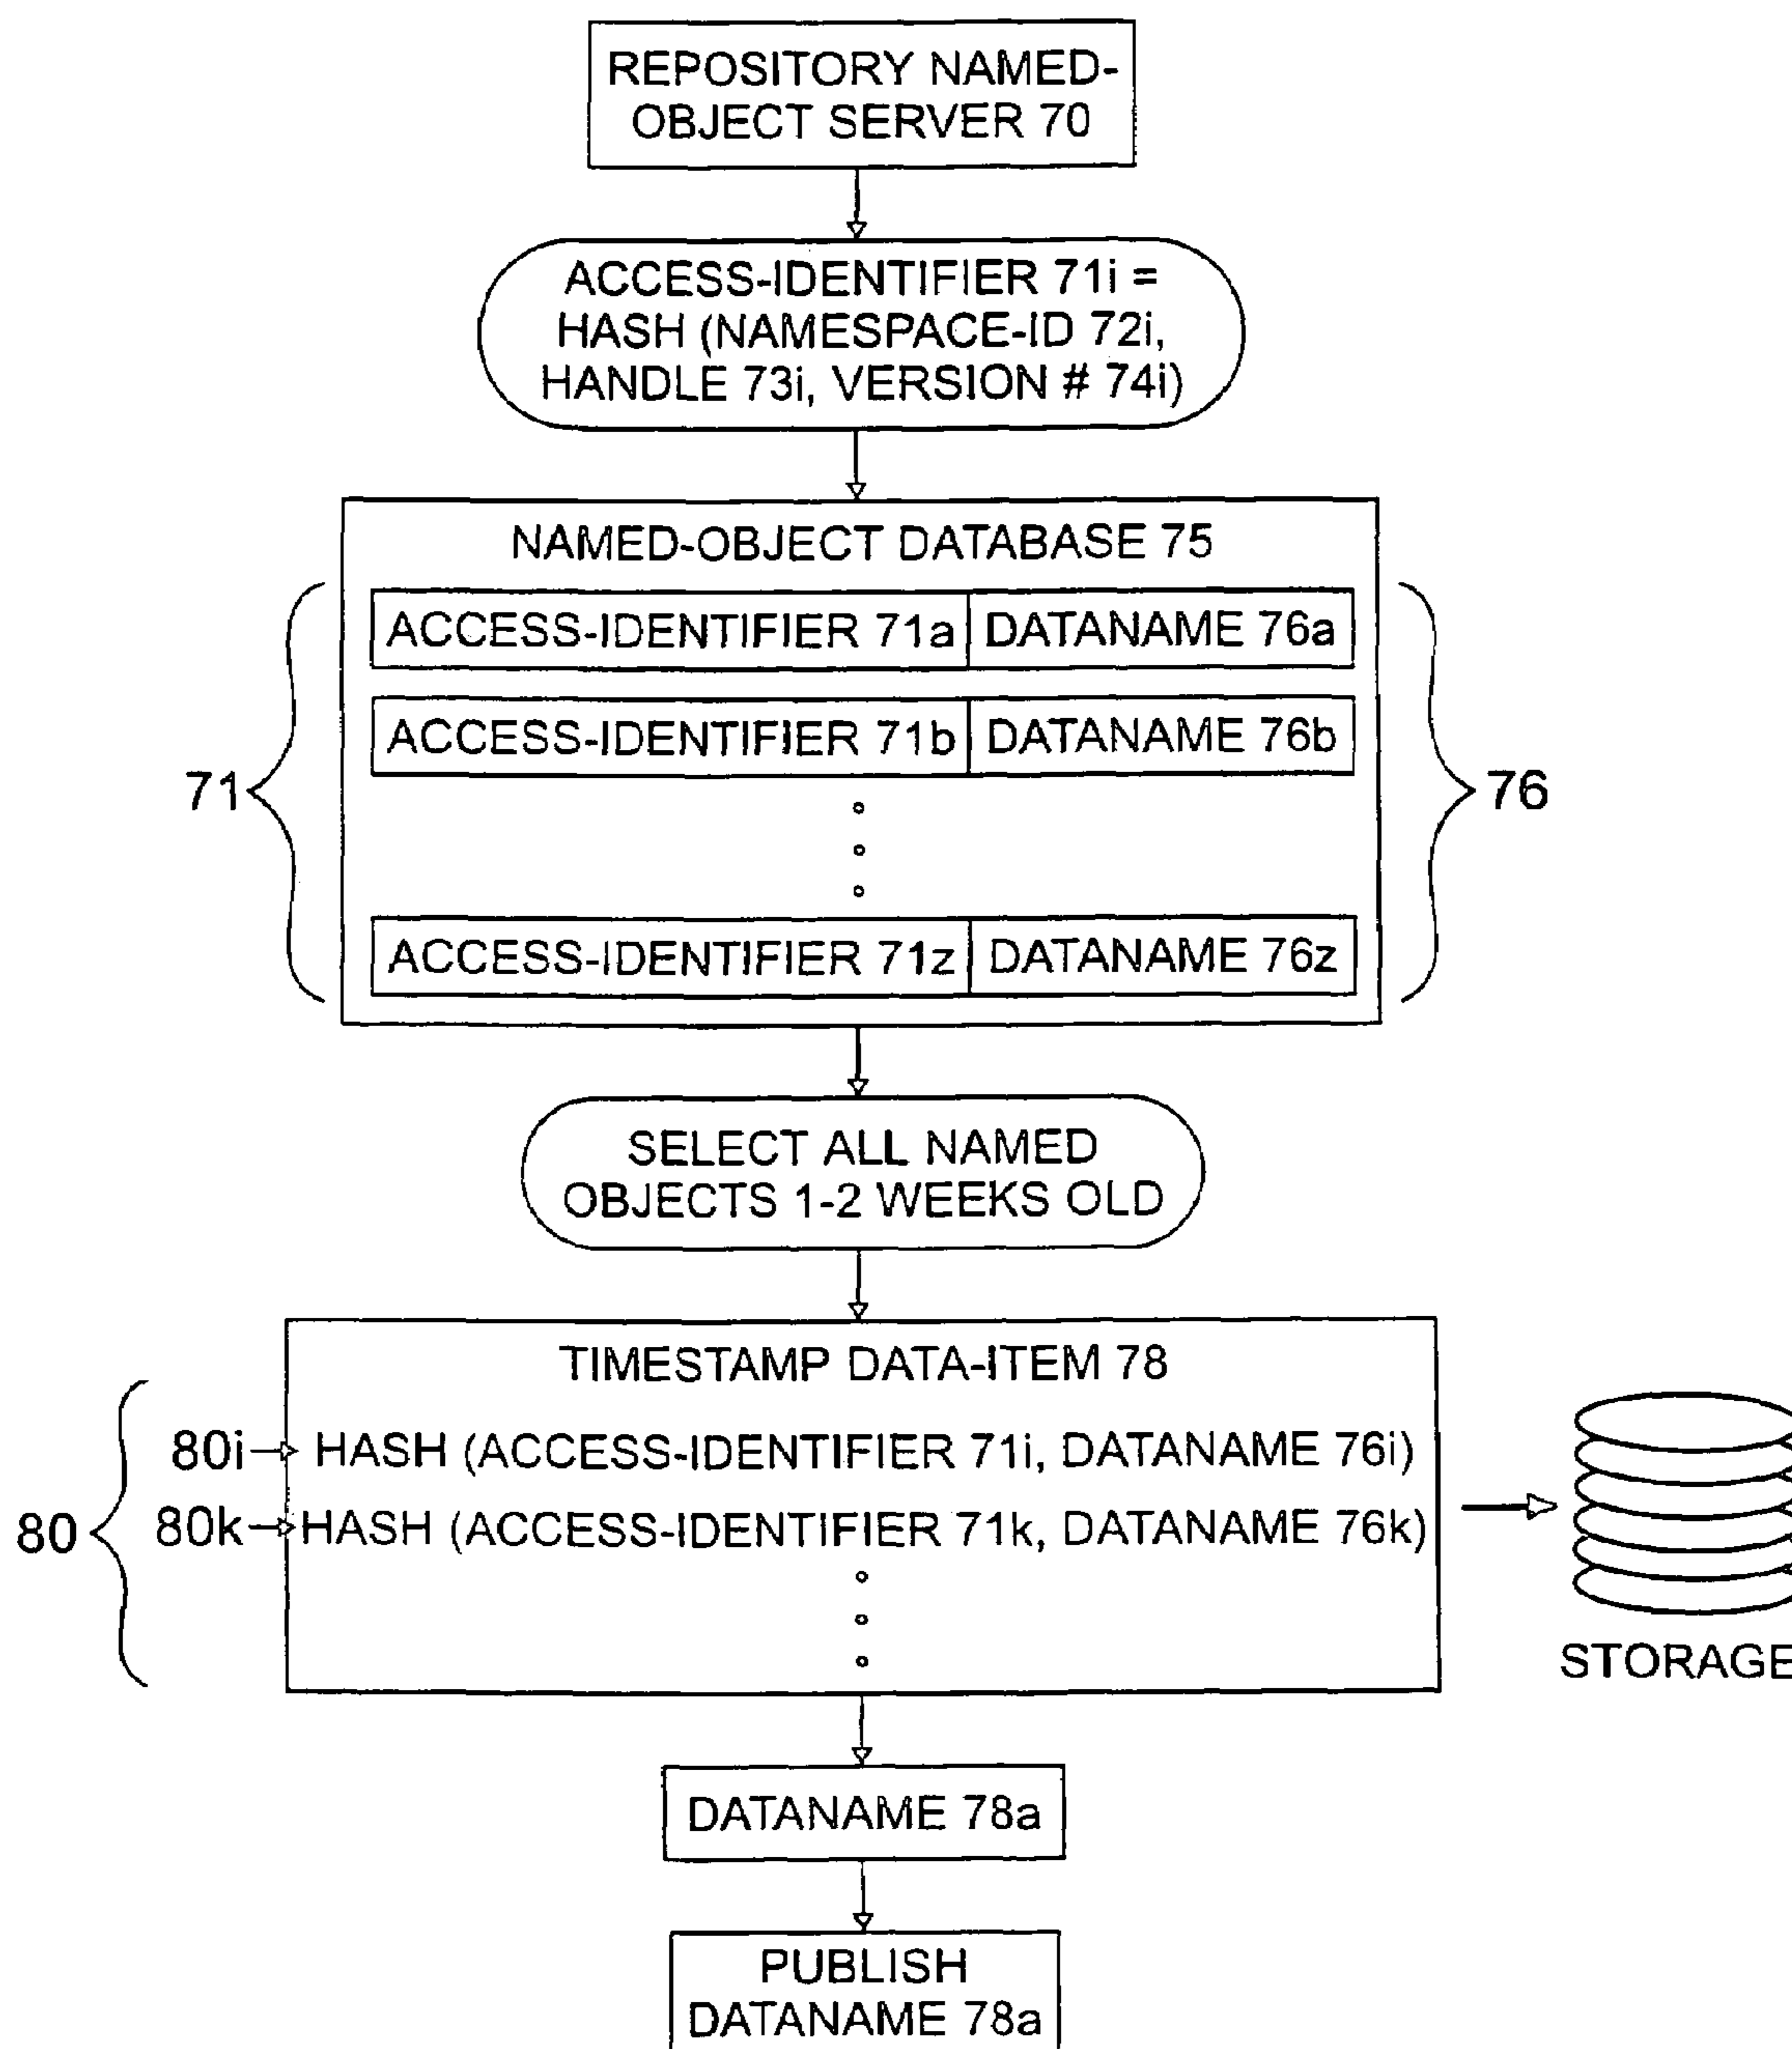 REPOSITORY NAMED-
OBJECT SERVER 70
ACCESS-IDENTIFIER 71i =
HASH (NAMESPACE-ID 72i,
HANDLE 73i, VERSION # 74i)
NAMED-OBJECT DATABASE 75
ACCESS-IDENTIFIER 71a DATANAME 76a
ACCESS-IDENTIFIER 71b DATANAME 76b
71
76
ACCESS-IDENTIFIER 71z DATANAME 76z
SELECT ALL NAMED
OBJECTS 1-2 WEEKS OLD
TIMESTAMP DATA-ITEM 78
80i HASH (ACCESS-IDENTIFIER 71i, DATANAME 76i)
80k HASH (ACCESS-IDENTIFIER 71k, DATANAME 76k)
80
STORAGE
DATANAME 78a
PUBLISH
DATANAME 78a